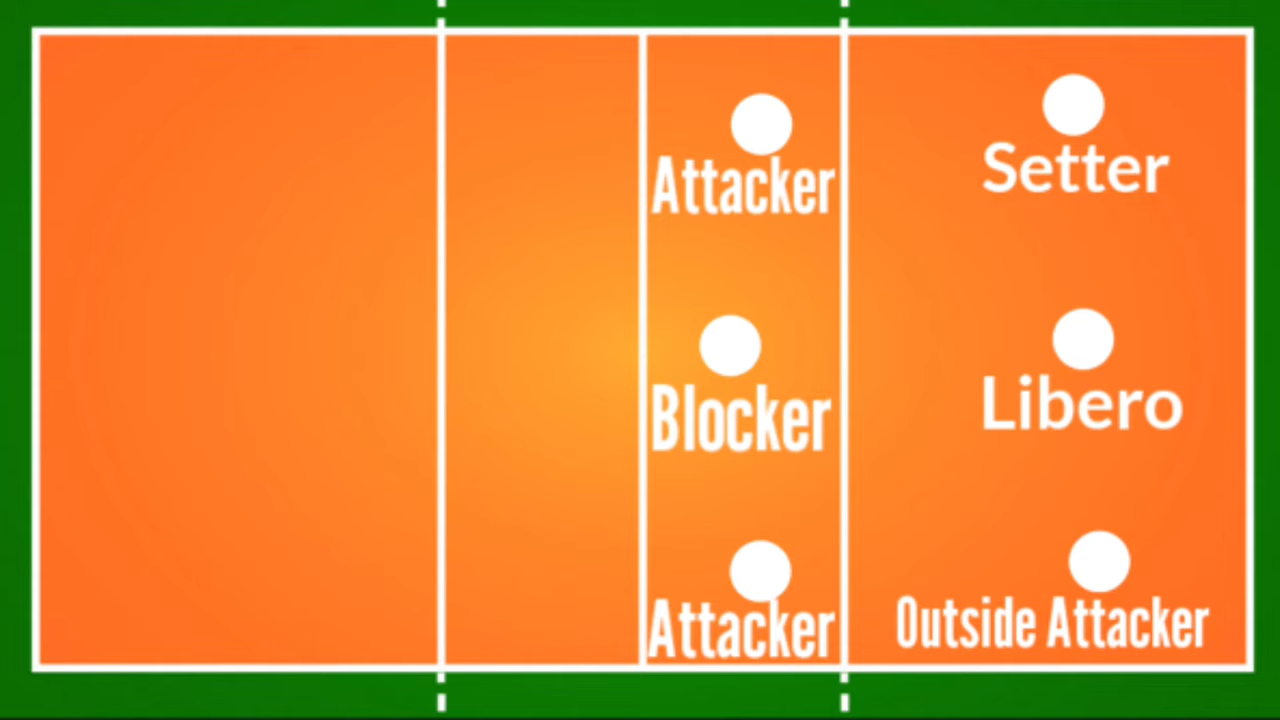 Attacker
Setter
Blocker
Libero
Attacker
Outside Attacker